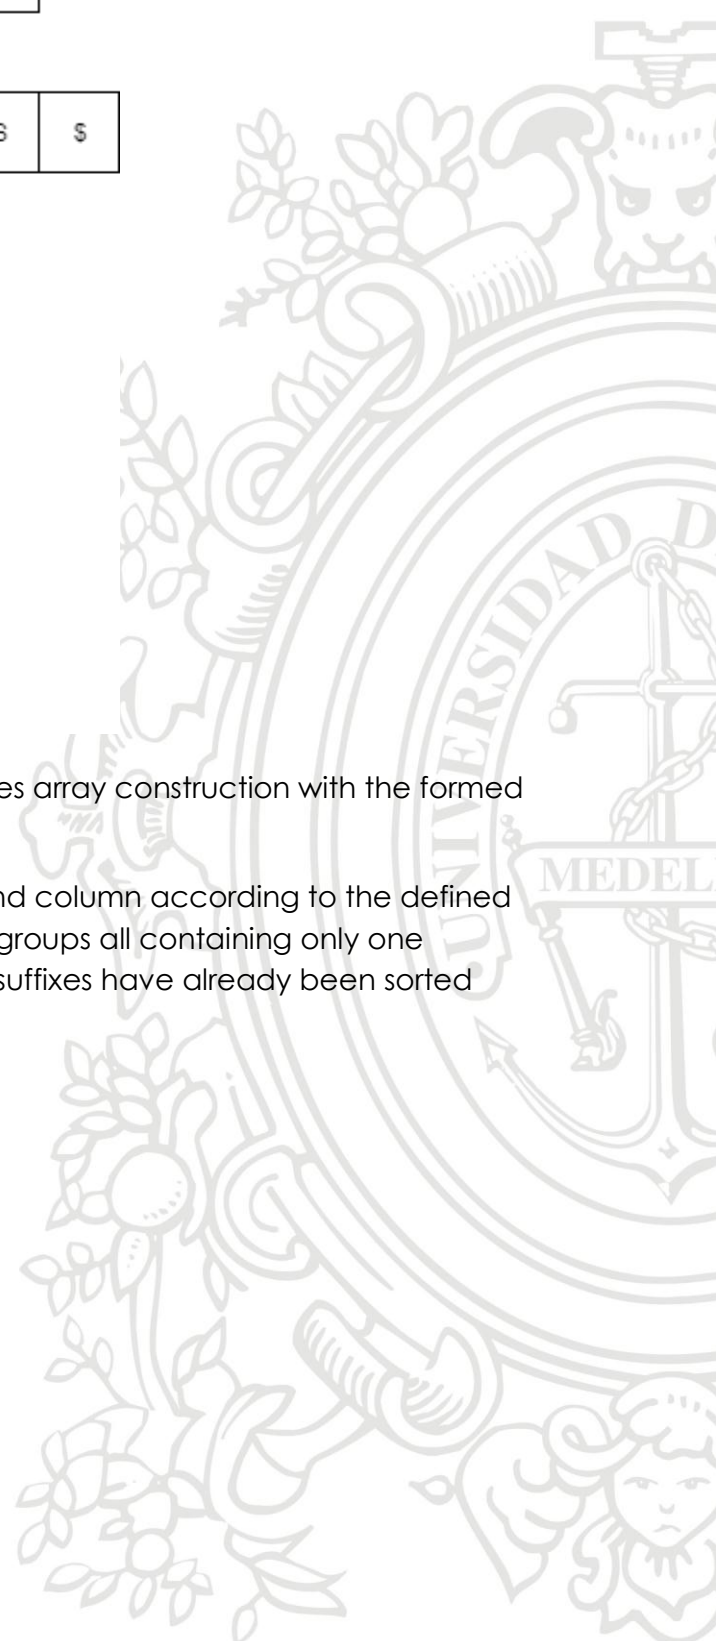 $
es array construction with the formed
nd column according to the defined
groups all containing only one
suffixes have already been sorted
UNIVERSIDAD D
MEDEL